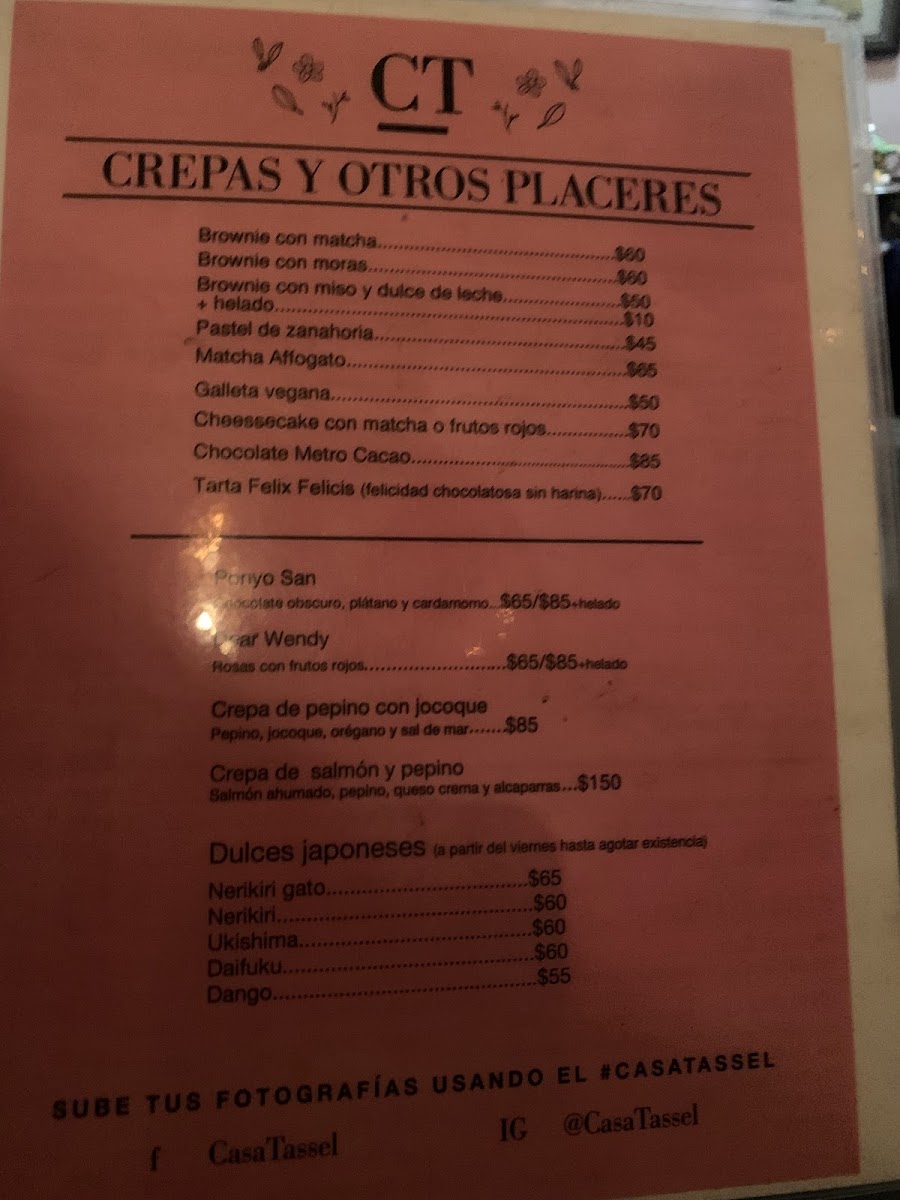 CT
CREPAS Y OTROS PLACERES
Brownie con matcha..............................$60
Brownie con moras..............................$60
Brownie con miso y dulce de leche..............$50
+ helado..............................$10
Pastel de zanahoria..............................$45
Matcha Affogato..............................$65
Galleta vegana..............................$50
Cheessecake con matcha o frutos rojos..............$70
Chocolate Metro Cacao..............................$85
Tarta Felix Felicis (felicidad chocolatosa sin harina)......$70
Ponyo San
Chocolate obscuro, plátano y cardamomo...$65/$85+helado
Dear Wendy
Rosas con frutos rojos.........................$65/$85+helado
Crepa de pepino con jocoque
Pepino, jocoque, orégano y sal de mar.......$85
Crepa de salmón y pepino
Salmón ahumado, pepino, queso crema y alcaparras...$150
Dulces japoneses (a partir del viernes hasta agotar existencia)
Nerikiri gato..............................$65
Nerikiri..............................$60
Ukishima..............................$60
Daifuku..............................$60
Dango..............................$55
SUBE TUS FOTOGRAFÍAS USANDO EL #CASATASSEL
f CasaTassel IG @CasaTassel